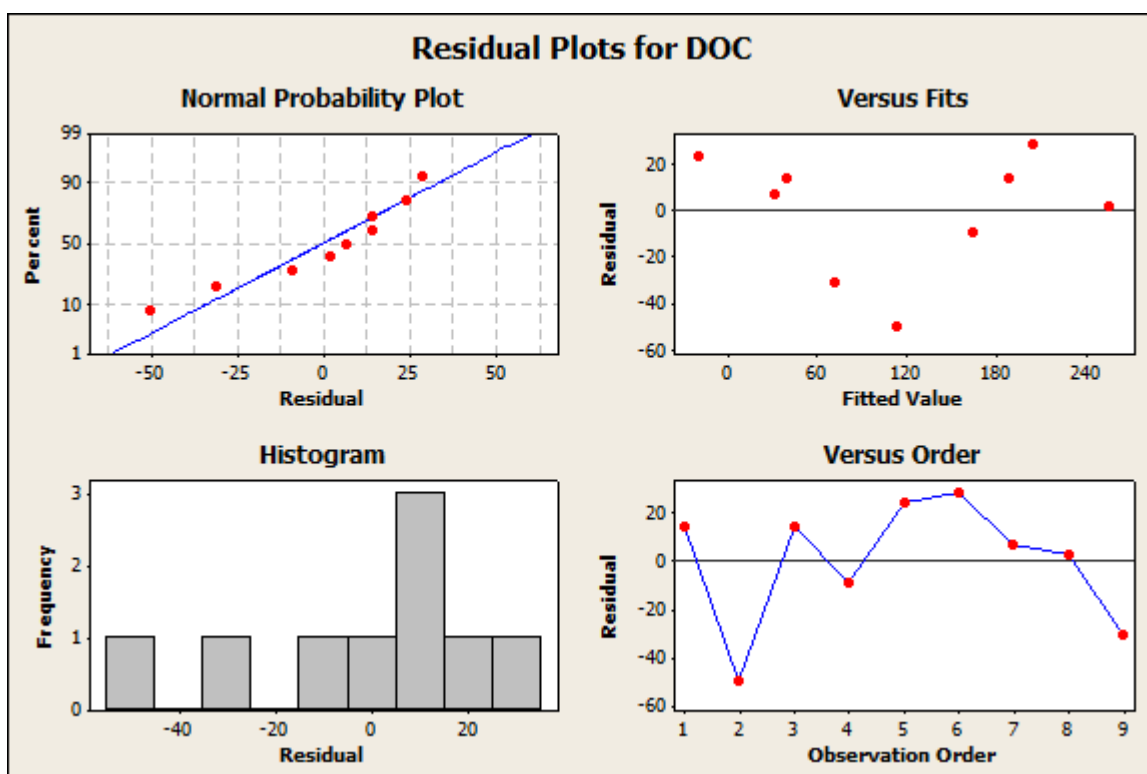 Residual Plots for DOC
Normal Probability Plot
99
90
50
10
1
Percent
-50 -25 0 25 50
Residual
Versus Fits
20
0
-20
-40
-60
Residual
0 60 120 180 240
Fitted Value
Histogram
3
2
1
0
Frequency
-40 -20 0 20
Residual
Versus Order
20
0
-20
-40
-60
Residual
1 2 3 4 5 6 7 8 9
Observation Order